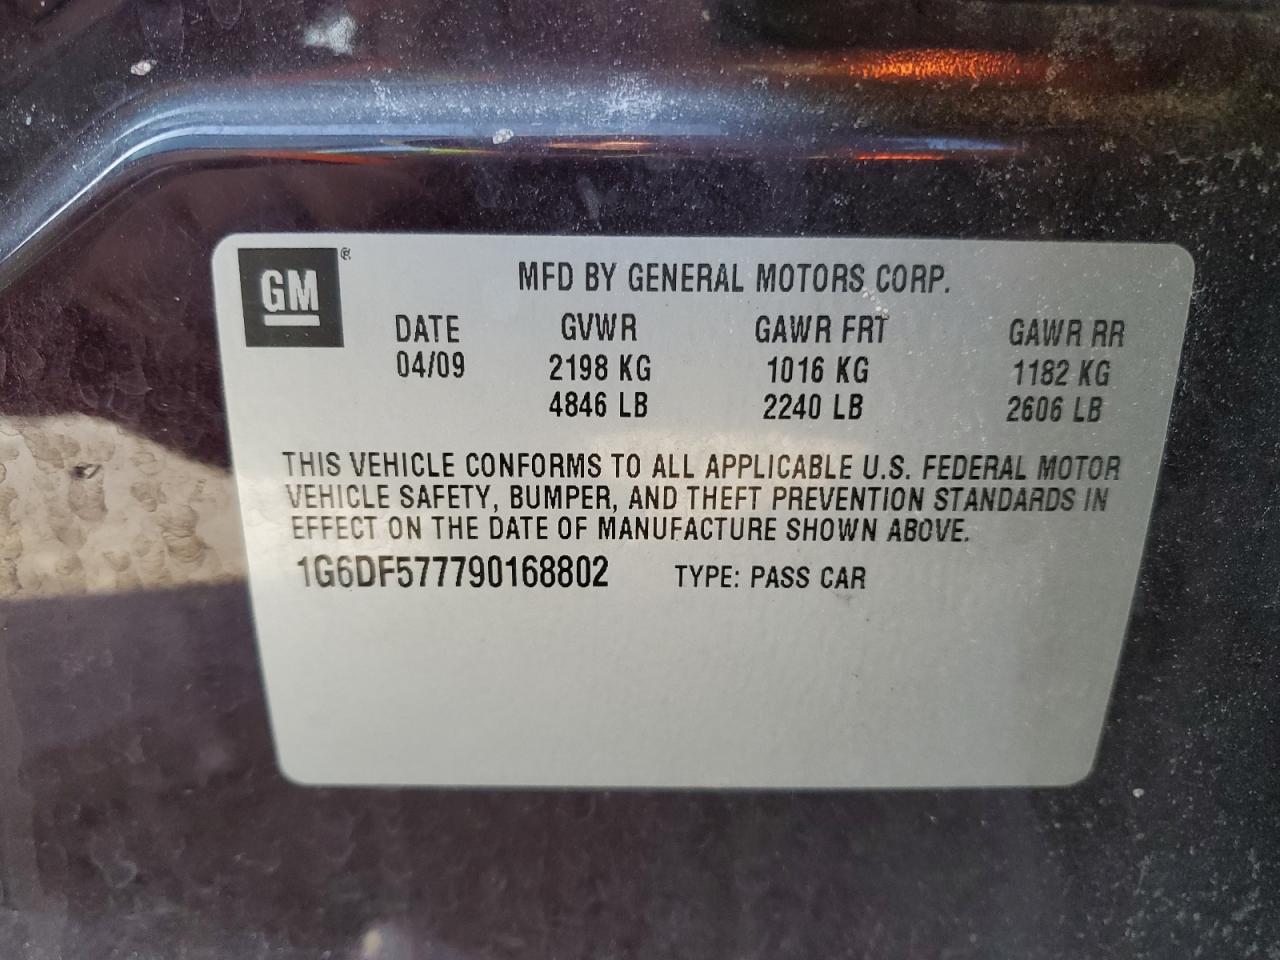 GM ®
MFD BY GENERAL MOTORS CORP.
DATE GVWR GAWR FRT GAWR RR
04/09 2198 KG 1016 KG 1182 KG
4846 LB 2240 LB 2606 LB
THIS VEHICLE CONFORMS TO ALL APPLICABLE U.S. FEDERAL MOTOR
VEHICLE SAFETY, BUMPER, AND THEFT PREVENTION STANDARDS IN
EFFECT ON THE DATE OF MANUFACTURE SHOWN ABOVE.
1G6DF577790168802 TYPE: PASS CAR